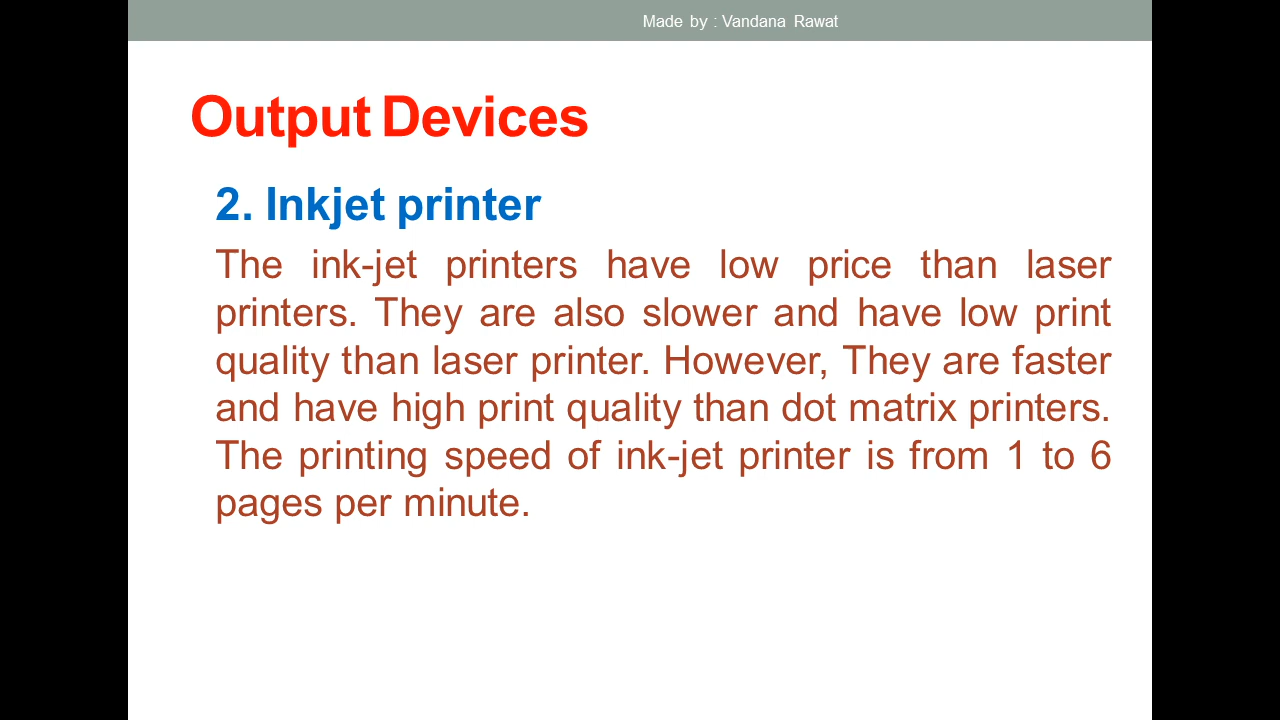 Made by : Vandana Rawat
Output Devices
2. Inkjet printer
The ink-jet printers have low price than laser
printers. They are also slower and have low print
quality than laser printer. However, They are faster
and have high print quality than dot matrix printers.
The printing speed of ink-jet printer is from 1 to 6
pages per minute.